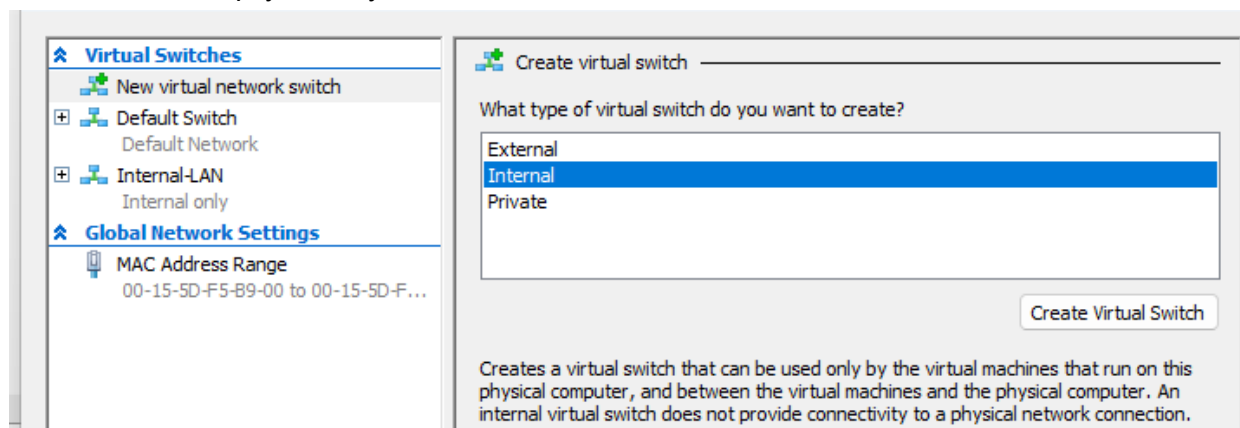 Virtual Switches
New virtual network switch
Default Switch
Default Network
Internal-LAN
Internal only
Global Network Settings
MAC Address Range
00-15-5D-F5-B9-00 to 00-15-5D-F...
Create virtual switch
What type of virtual switch do you want to create?
External
Internal
Private
Create Virtual Switch
Creates a virtual switch that can be used only by the virtual machines that run on this
physical computer, and between the virtual machines and the physical computer. An
internal virtual switch does not provide connectivity to a physical network connection.